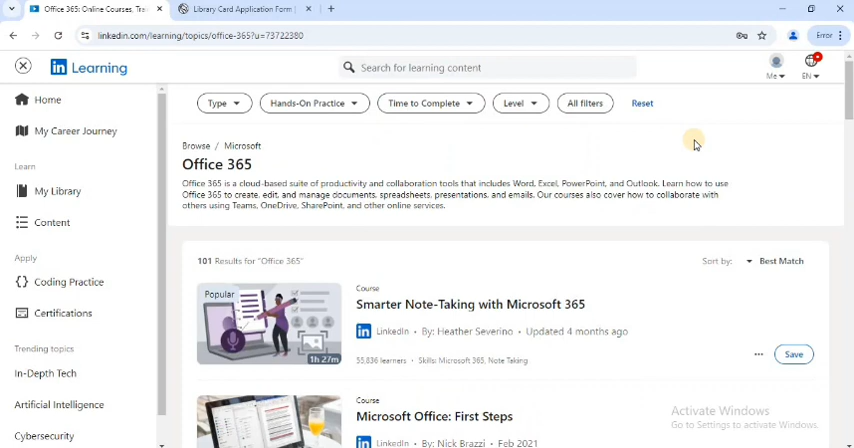 Office 365: Online Courses, Tra
Library Card Application Form |
linkedin.com/learning/topics/office-365?u=73722380
Error
in Learning
Search for learning content
Me
EN
Home
My Career Journey
Learn
My Library
Content
Apply
Coding Practice
Certifications
Trending topics
In-Depth Tech
Artificial Intelligence
Cybersecurity
Type
Hands-On Practice
Time to Complete
Level
All filters
Reset
Browse / Microsoft
Office 365
Office 365 is a cloud-based suite of productivity and collaboration tools that includes Word, Excel, PowerPoint, and Outlook. Learn how to use
Office 365 to create, edit, and manage documents, spreadsheets, presentations, and emails. Our courses also cover how to collaborate with
others using Teams, OneDrive, SharePoint, and other online services.
101 Results for "Office 365"
Sort by: Best Match
Popular
1h 27m
Course
Smarter Note-Taking with Microsoft 365
in LinkedIn · By: Heather Severino · Updated 4 months ago
55,836 learners · Skills: Microsoft 365, Note Taking
Save
Course
Microsoft Office: First Steps
in LinkedIn · By: Nick Brazzi · Feb 2021
Activate Windows
Go to Settings to activate Windows.